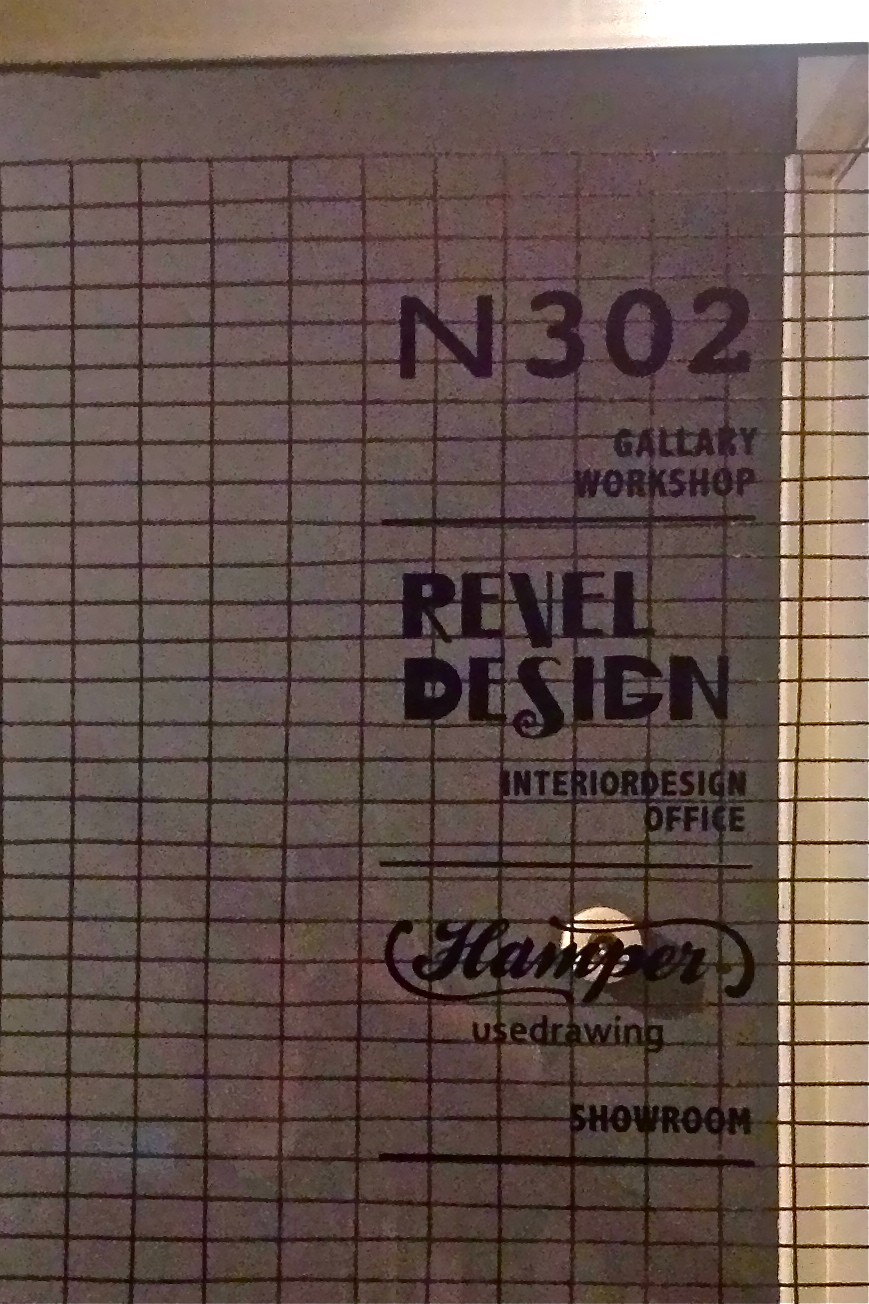 N302
GALLARY
WORKSHOP
REVEL
DESIGN
INTERIORDESIGN
OFFICE
Hamper
usedrawing
SHOWROOM